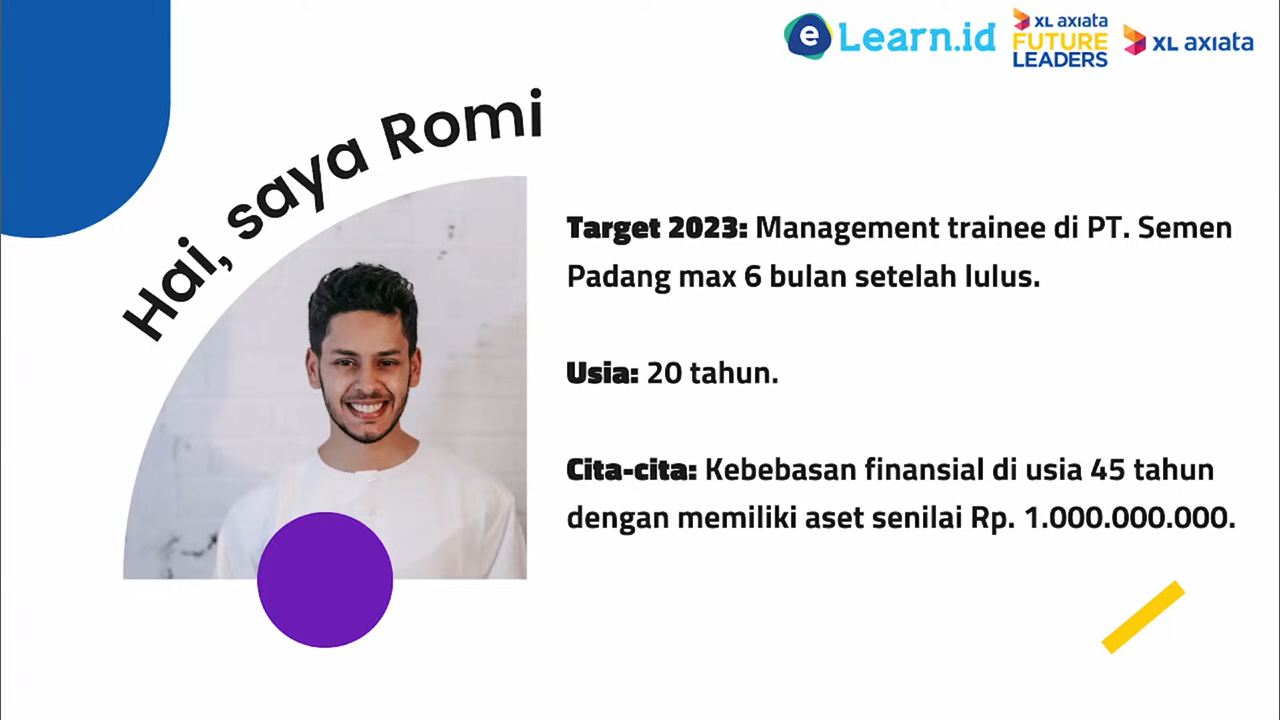 e Learn.id
XL axiata
FUTURE
LEADERS
XL axiata
Hai, saya Romi
Target 2023: Management trainee di PT. Semen
Padang max 6 bulan setelah lulus.
Usia: 20 tahun.
Cita-cita: Kebebasan finansial di usia 45 tahun
dengan memiliki aset senilai Rp. 1.000.000.000.